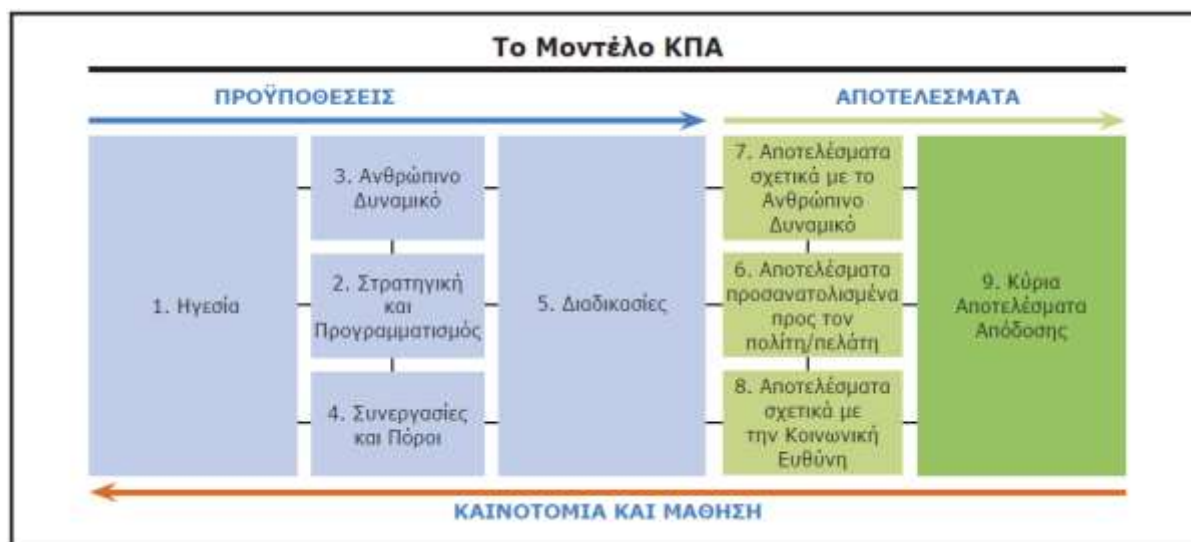 Το Μοντέλο ΚΠΑ
ΠΡΟΫΠΟΘΕΣΕΙΣ
ΑΠΟΤΕΛΕΣΜΑΤΑ
1. Ηγεσία
3. Ανθρώπινο
Δυναμικό
2. Στρατηγική
και
Προγραμματισμός
4. Συνεργασίες
και Πόροι
5. Διαδικασίες
7. Αποτελέσματα
σχετικά με το
Ανθρώπινο
Δυναμικό
6. Αποτελέσματα
προσανατολισμένα
προς τον
πολίτη/πελάτη
8. Αποτελέσματα
σχετικά με
την Κοινωνική
Ευθύνη
9. Κύρια
Αποτελέσματα
Απόδοσης
ΚΑΙΝΟΤΟΜΙΑ ΚΑΙ ΜΑΘΗΣΗ